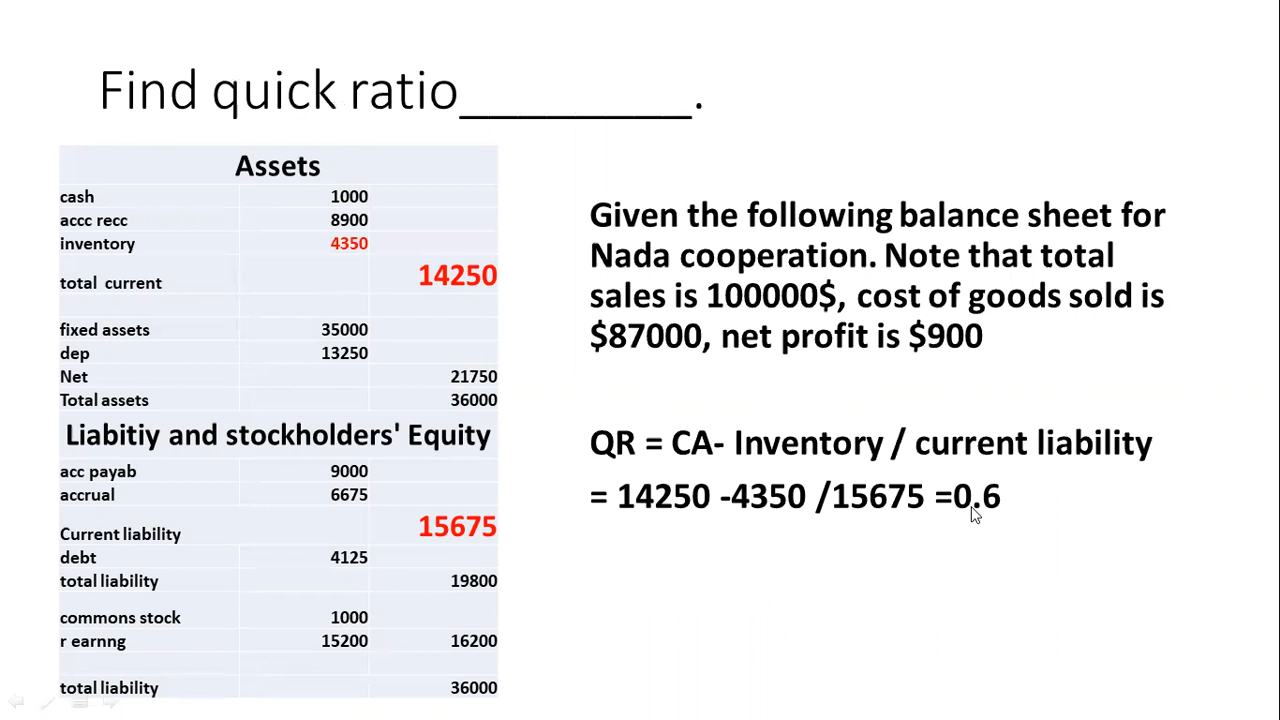 Find quick ratio_________.
Assets
cash 1000
accc recc 8900
inventory 4350
total current 14250
fixed assets 35000
dep 13250
Net 21750
Total assets 36000
Liabitiy and stockholders' Equity
acc payab 9000
accrual 6675
Current liability 15675
debt 4125
total liability 19800
commons stock 1000
r earnng 15200 16200
total liability 36000
Given the following balance sheet for
Nada cooperation. Note that total
sales is 100000$, cost of goods sold is
$87000, net profit is $900
QR = CA- Inventory / current liability
= 14250 -4350 /15675 =0.6